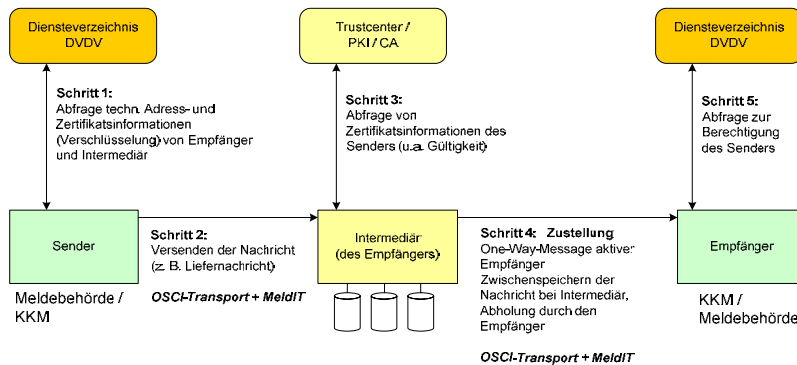 Diensteverzeichnis
DVDV
Trustcenter /
PKI / CA
Diensteverzeichnis
DVDV
Schritt 1:
Abfrage techn. Adress- und
Zertifikatsinformationen
(Verschlüsselung) von Empfänger
und Intermediär
Schritt 3:
Abfrage von
Zertifikatsinformationen des
Senders (u.a. Gültigkeit)
Schritt 5:
Abfrage zur
Berechtigung
des Senders
Sender
Meldebehörde /
KKM
Schritt 2:
Versenden der Nachricht
(z. B. Liefernachricht)
OSCI-Transport + MeldIT
Intermediär
(des Empfängers)
Schritt 4: Zustellung
One-Way-Message aktiver
Empfänger
Zwischenspeichern der
Nachricht bei Intermediär,
Abholung durch den
Empfänger
OSCI-Transport + MeldIT
Empfänger
KKM /
Meldebehörde